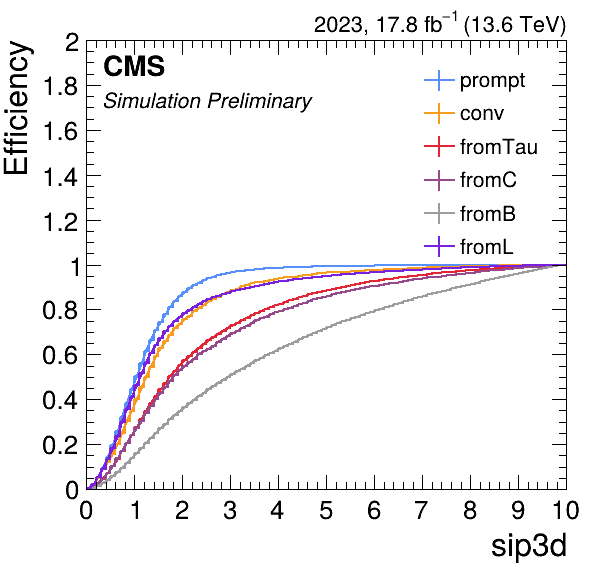 2023, 17.8 fb⁻¹ (13.6 TeV)
CMS
Simulation Preliminary
prompt
conv
fromTau
fromC
fromB
fromL
Efficiency
2
1.8
1.6
1.4
1.2
1
0.8
0.6
0.4
0.2
0
0 1 2 3 4 5 6 7 8 9 10
sip3d